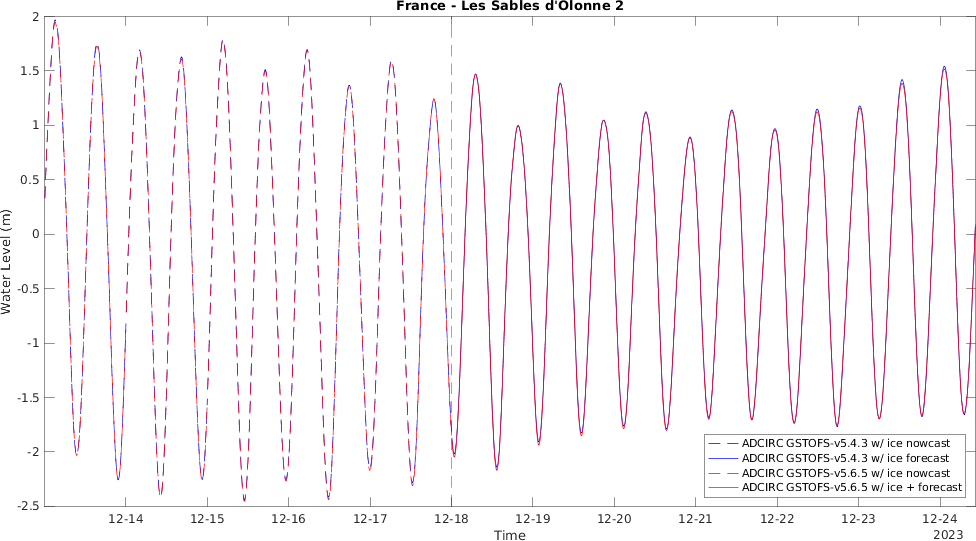 France - Les Sables d'Olonne 2
2
1.5
1
0.5
0
-0.5
-1
-1.5
-2
-2.5
Water Level (m)
12-14 12-15 12-16 12-17 12-18 12-19 12-20 12-21 12-22 12-23 12-24
Time
2023
ADCIRC GSTOFS-v5.4.3 w/ ice nowcast
ADCIRC GSTOFS-v5.4.3 w/ ice forecast
ADCIRC GSTOFS-v5.6.5 w/ ice nowcast
ADCIRC GSTOFS-v5.6.5 w/ ice + forecast